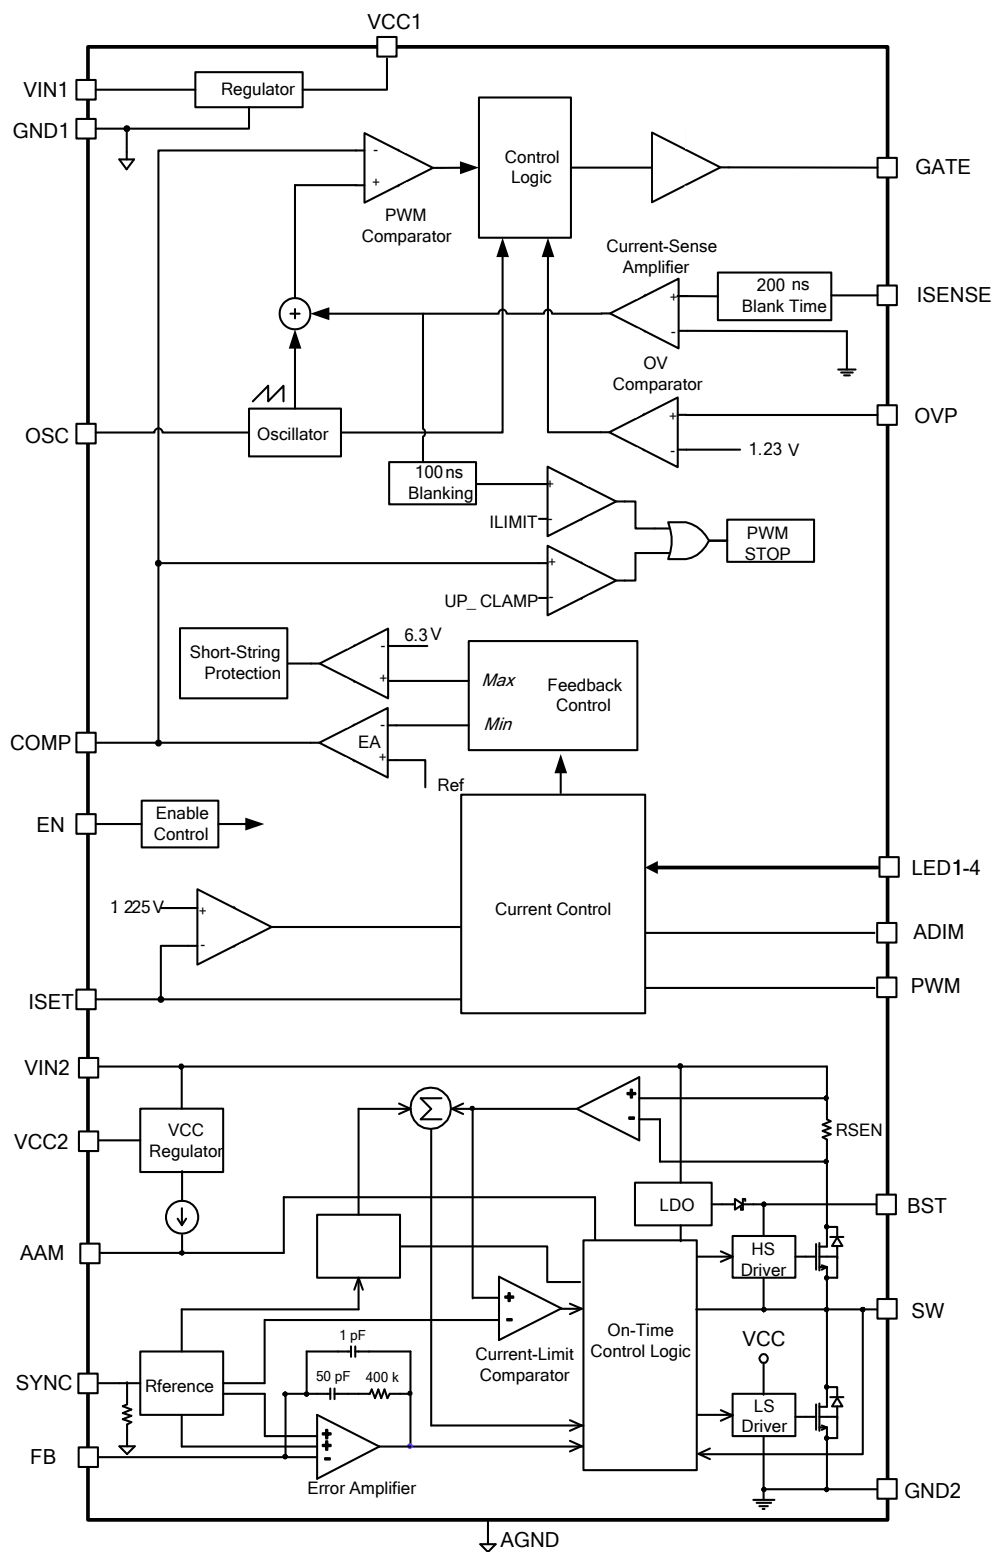 VCC1
VIN1
Regulator
GND1
Control
Logic
GATE
-
+
PWM
Comparator
Current-Sense
Amplifier
200 ns
Blank Time
ISENSE
+
-
+
OV
Comparator
OSC
Oscillator
OVP
+
-
1.23 V
100 ns
Blanking
+
-
ILIMIT
PWM
STOP
+
-
UP_ CLAMP
Short-String
Protection
6.3 V
-
+
Max
Min
Feedback
Control
COMP
EA
-
+
Ref
EN
Enable
Control
LED1-4
1 225 V
+
-
Current Control
ADIM
ISET
PWM
VIN2
Σ
+
-
RSEN
VCC2
VCC
Regulator
LDO
BST
AAM
HS
Driver
+
-
SW
On-Time
Control Logic
1 pF
Current-Limit
Comparator
VCC
SYNC
Rference
50 pF
400 k
LS
Driver
+
+
-
FB
Error Amplifier
GND2
AGND